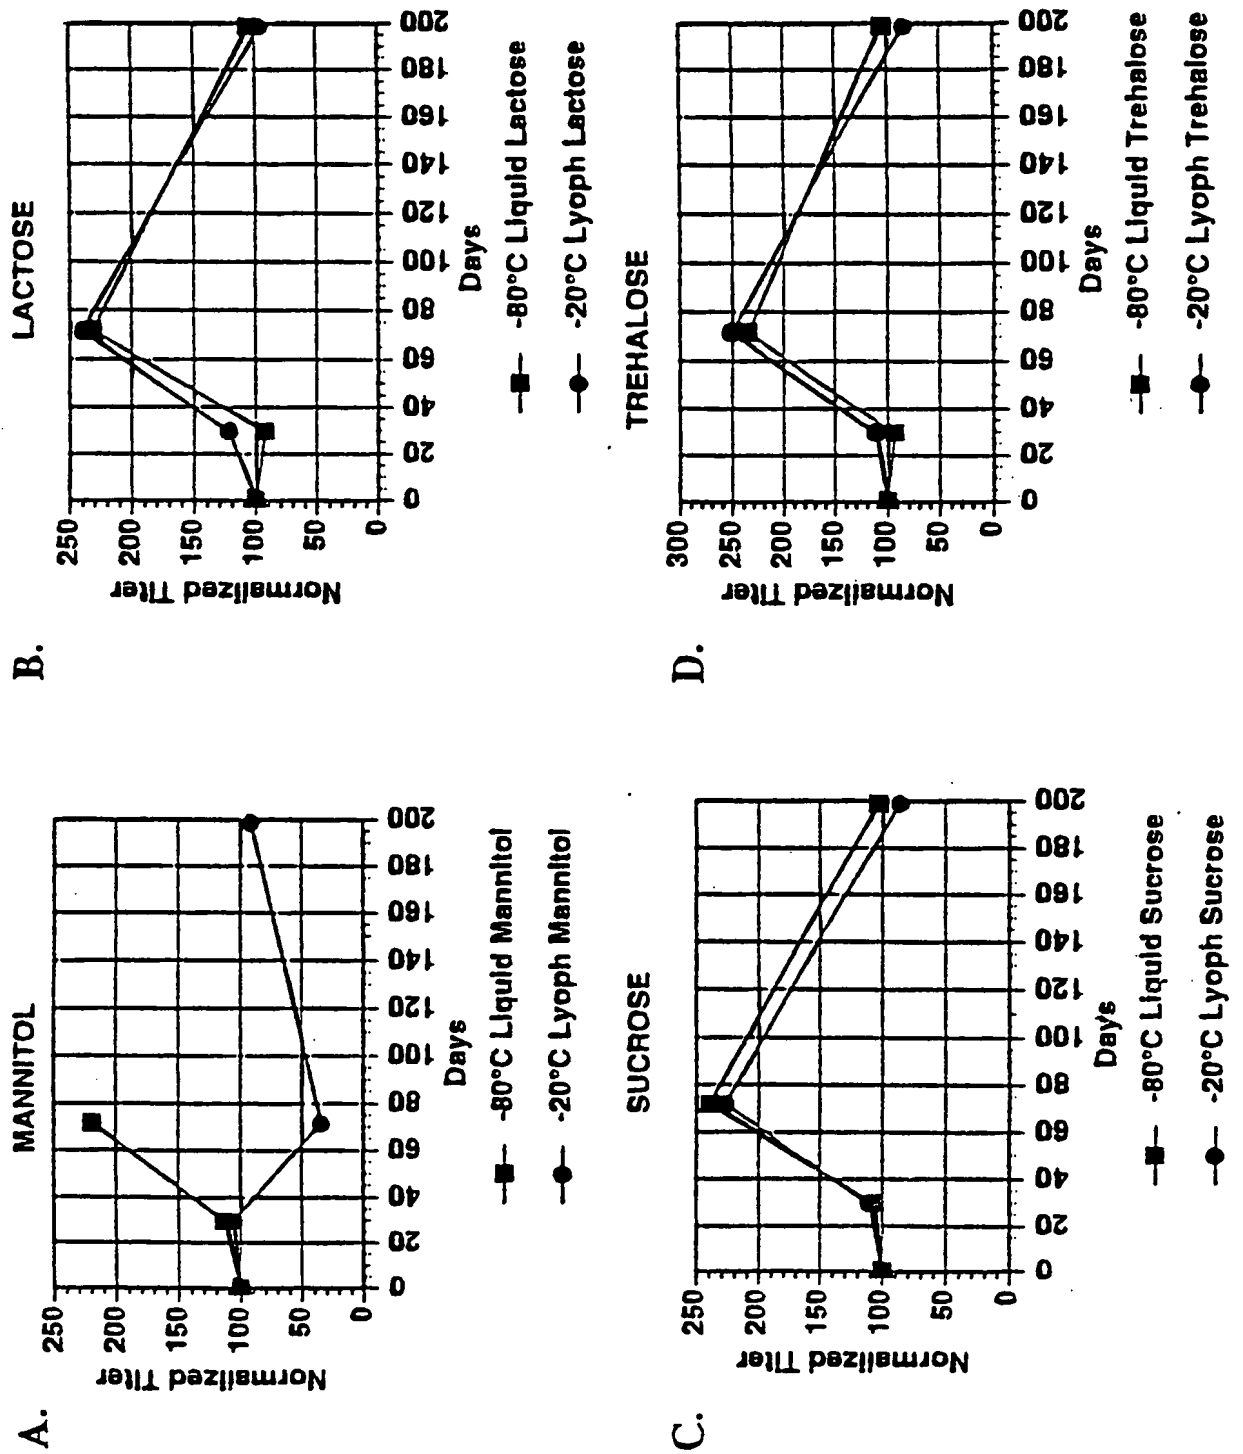 A.
MANNITOL
Normalized Titer
250
200
150
100
50
0
0 20 40 60 80 100 120 140 160 180 200
Days
-80°C Liquid Mannitol
-20°C Lyoph Mannitol
B.
LACTOSE
Normalized Titer
250
200
150
100
50
0
0 20 40 60 80 100 120 140 160 180 200
Days
-80°C Liquid Lactose
-20°C Lyoph Lactose
C.
SUCROSE
Normalized Titer
250
200
150
100
50
0
0 20 40 60 80 100 120 140 160 180 200
Days
-80°C Liquid Sucrose
-20°C Lyoph Sucrose
D.
TREHALOSE
Normalized Titer
300
250
200
150
100
50
0
0 20 40 60 80 100 120 140 160 180 200
Days
-80°C Liquid Trehalose
-20°C Lyoph Trehalose